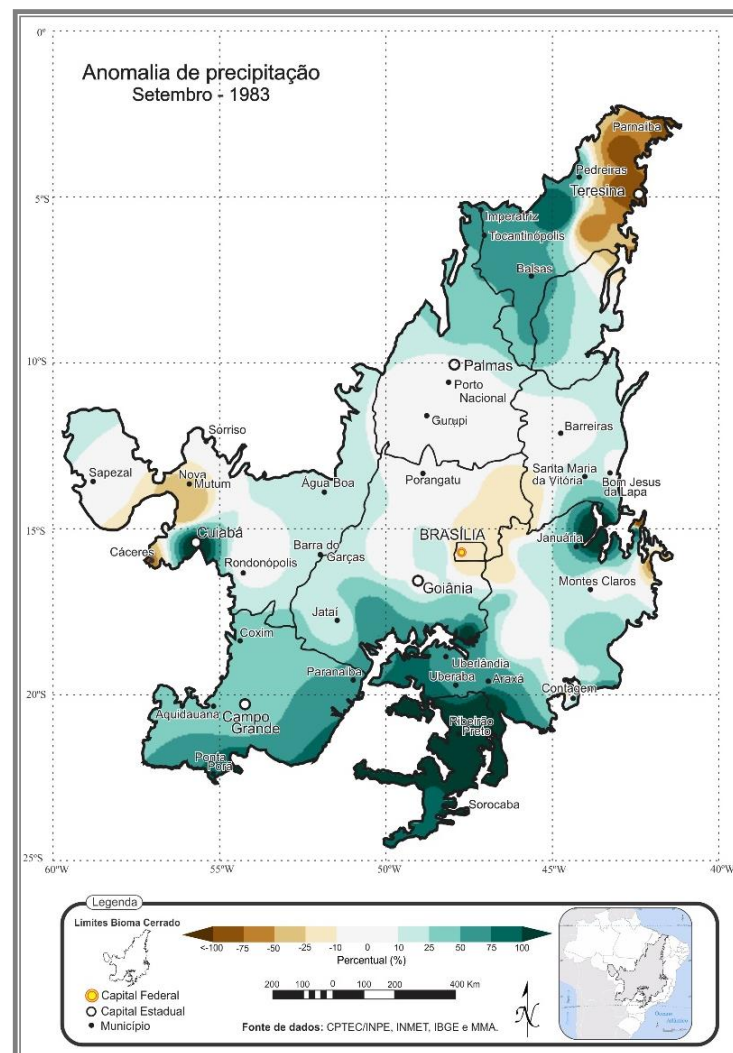 Anomalia de precipitação
Setembro - 1983
0°
Parnaíba
Pedreiras
Teresina
5°S
Imperatriz
Tocantinópolis
Balsas
10°S
Palmas
Porto
Nacional
Gurupi
Barreiras
Sorriso
Sapezal
Nova
Mutum
Água Boa
Porangatu
Santa Maria
da Vitória
Bom Jesus
da Lapa
15°S
Cuiabá
Cáceres
Rondonópolis
Barra do
Garças
BRASÍLIA
Januária
Goiânia
Montes Claros
Jataí
Coxim
Paranaíba
Uberlândia
Uberaba
Araxá
Contagem
20°S
Aquidauana
Campo
Grande
Ribeirão
Preto
Ponta
Porã
Sorocaba
25°S
60°W
55°W
50°W
45°W
40°W
Legenda
Limites Bioma Cerrado
<-100 -75 -50 -25 -10 0 10 25 50 75 100
Percentual (%)
Capital Federal
Capital Estadual
Município
200 100 0 100 200 400 Km
N
Fonte de dados: CPTEC/INPE, INMET, IBGE e MMA.
Oceano
Atlântico